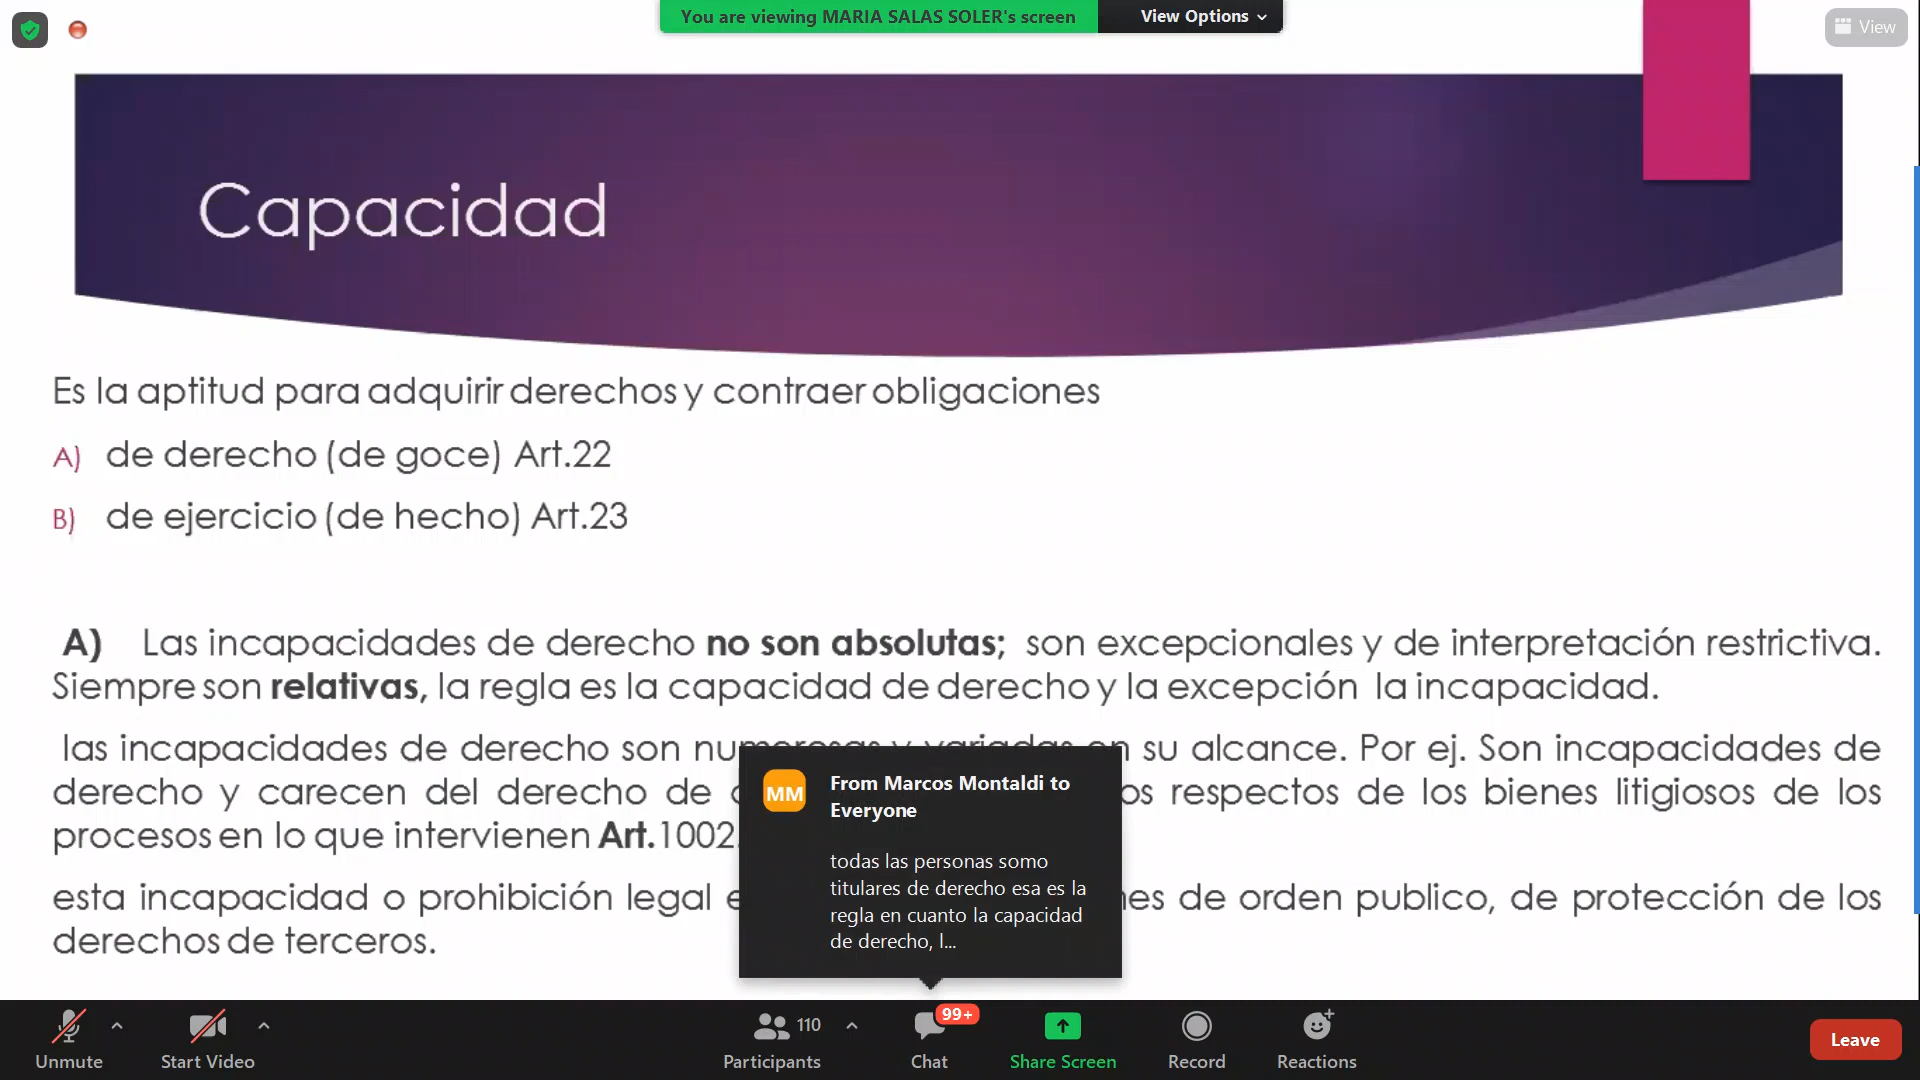 You are viewing MARIA SALAS SOLER's screen
View Options
View
Capacidad
Es la aptitud para adquirir derechos y contraer obligaciones
A) de derecho (de goce) Art.22
B) de ejercicio (de hecho) Art.23
A) Las incapacidades de derecho no son absolutas; son excepcionales y de interpretación restrictiva.
Siempre son relativas, la regla es la capacidad de derecho y la excepción la incapacidad.
las incapacidades de derecho son numerosas y variadas en su alcance. Por ej. Son incapacidades de
derecho y carecen del derecho de os respectos de los bienes litigiosos de los
procesos en lo que intervienen Art.1002
esta incapacidad o prohibición legal nes de orden publico, de protección de los
derechos de terceros.
MM
From Marcos Montaldi to
Everyone
todas las personas somo
titulares de derecho esa es la
regla en cuanto la capacidad
de derecho, l...
Unmute
Start Video
110
Participants
99+
Chat
Share Screen
Record
Reactions
Leave